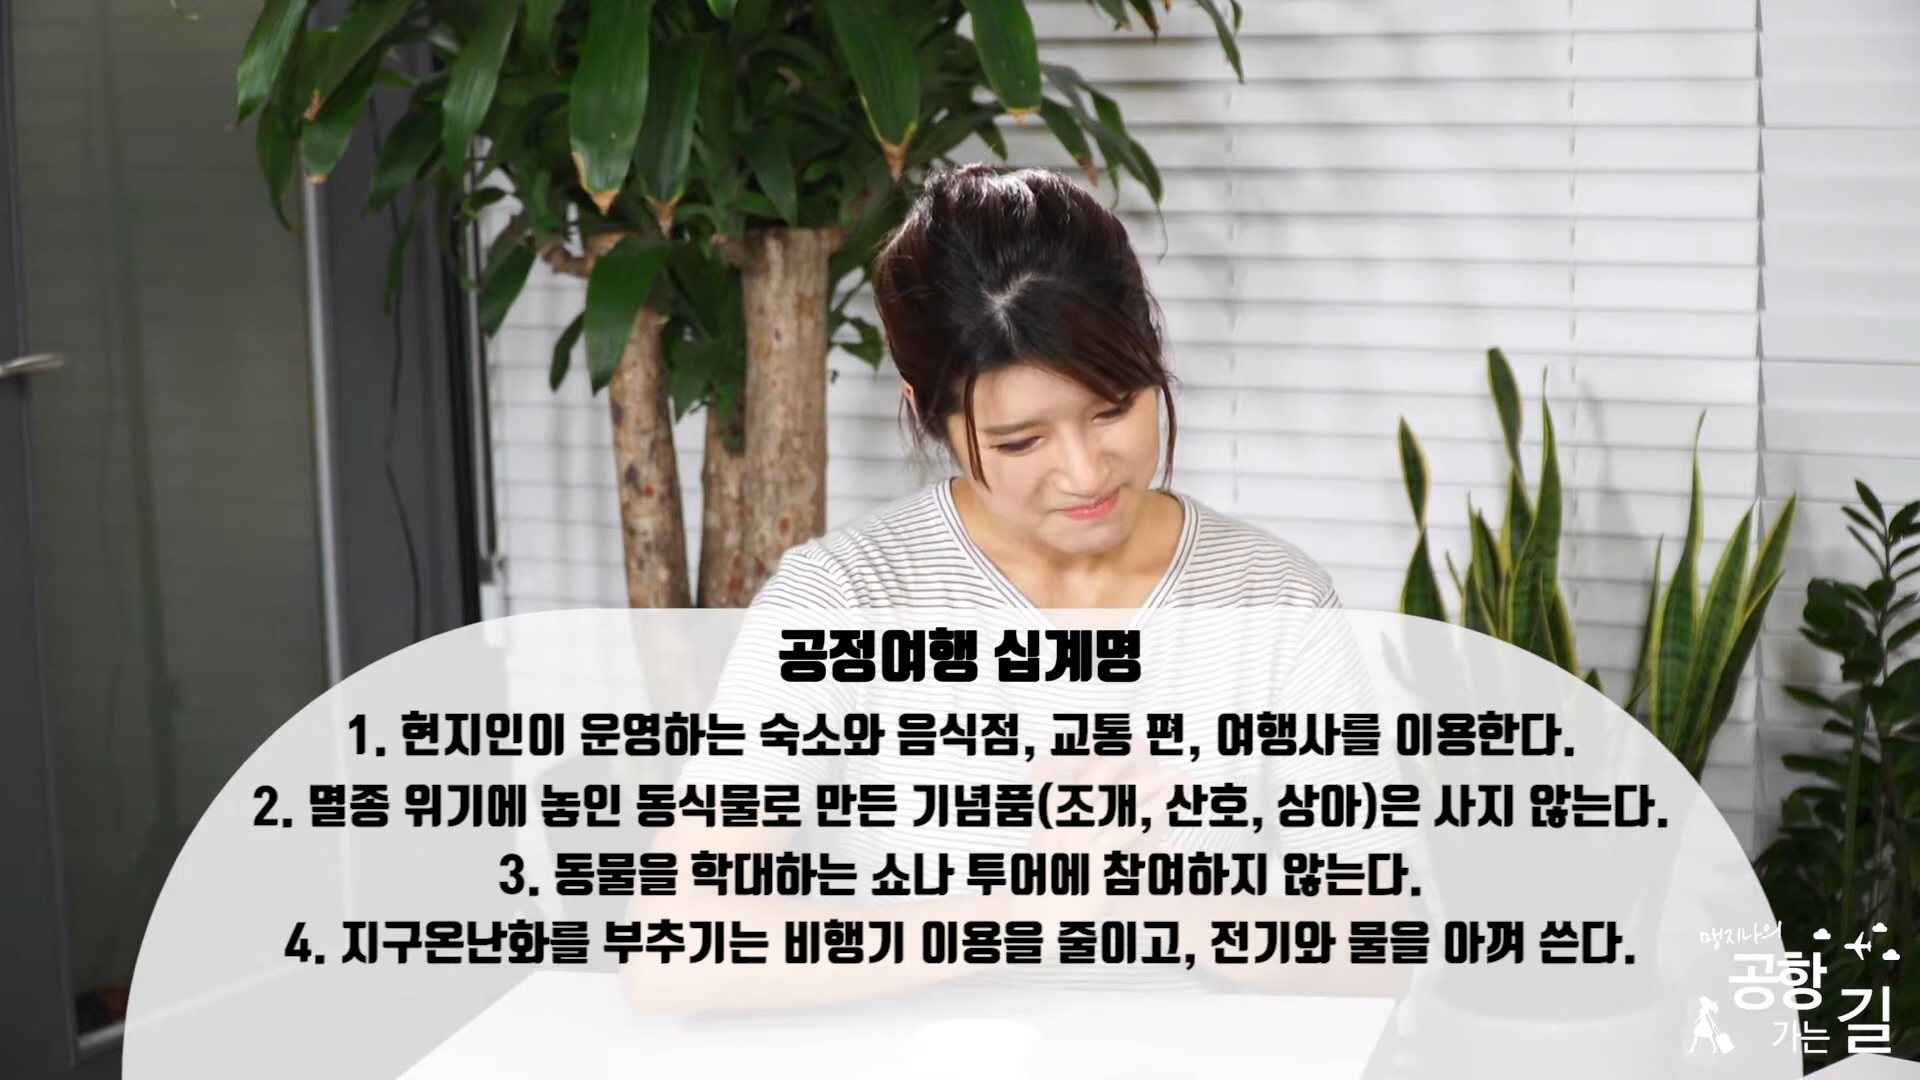 공정여행 십계명
1. 현지인이 운영하는 숙소와 음식점, 교통 편, 여행사를 이용한다.
2. 멸종 위기에 놓인 동식물로 만든 기념품(조개, 산호, 상아)은 사지 않는다.
3. 동물을 학대하는 쇼나 투어에 참여하지 않는다.
4. 지구온난화를 부추기는 비행기 이용을 줄이고, 전기와 물을 아껴 쓴다.
맹지나의
공항
가는 길